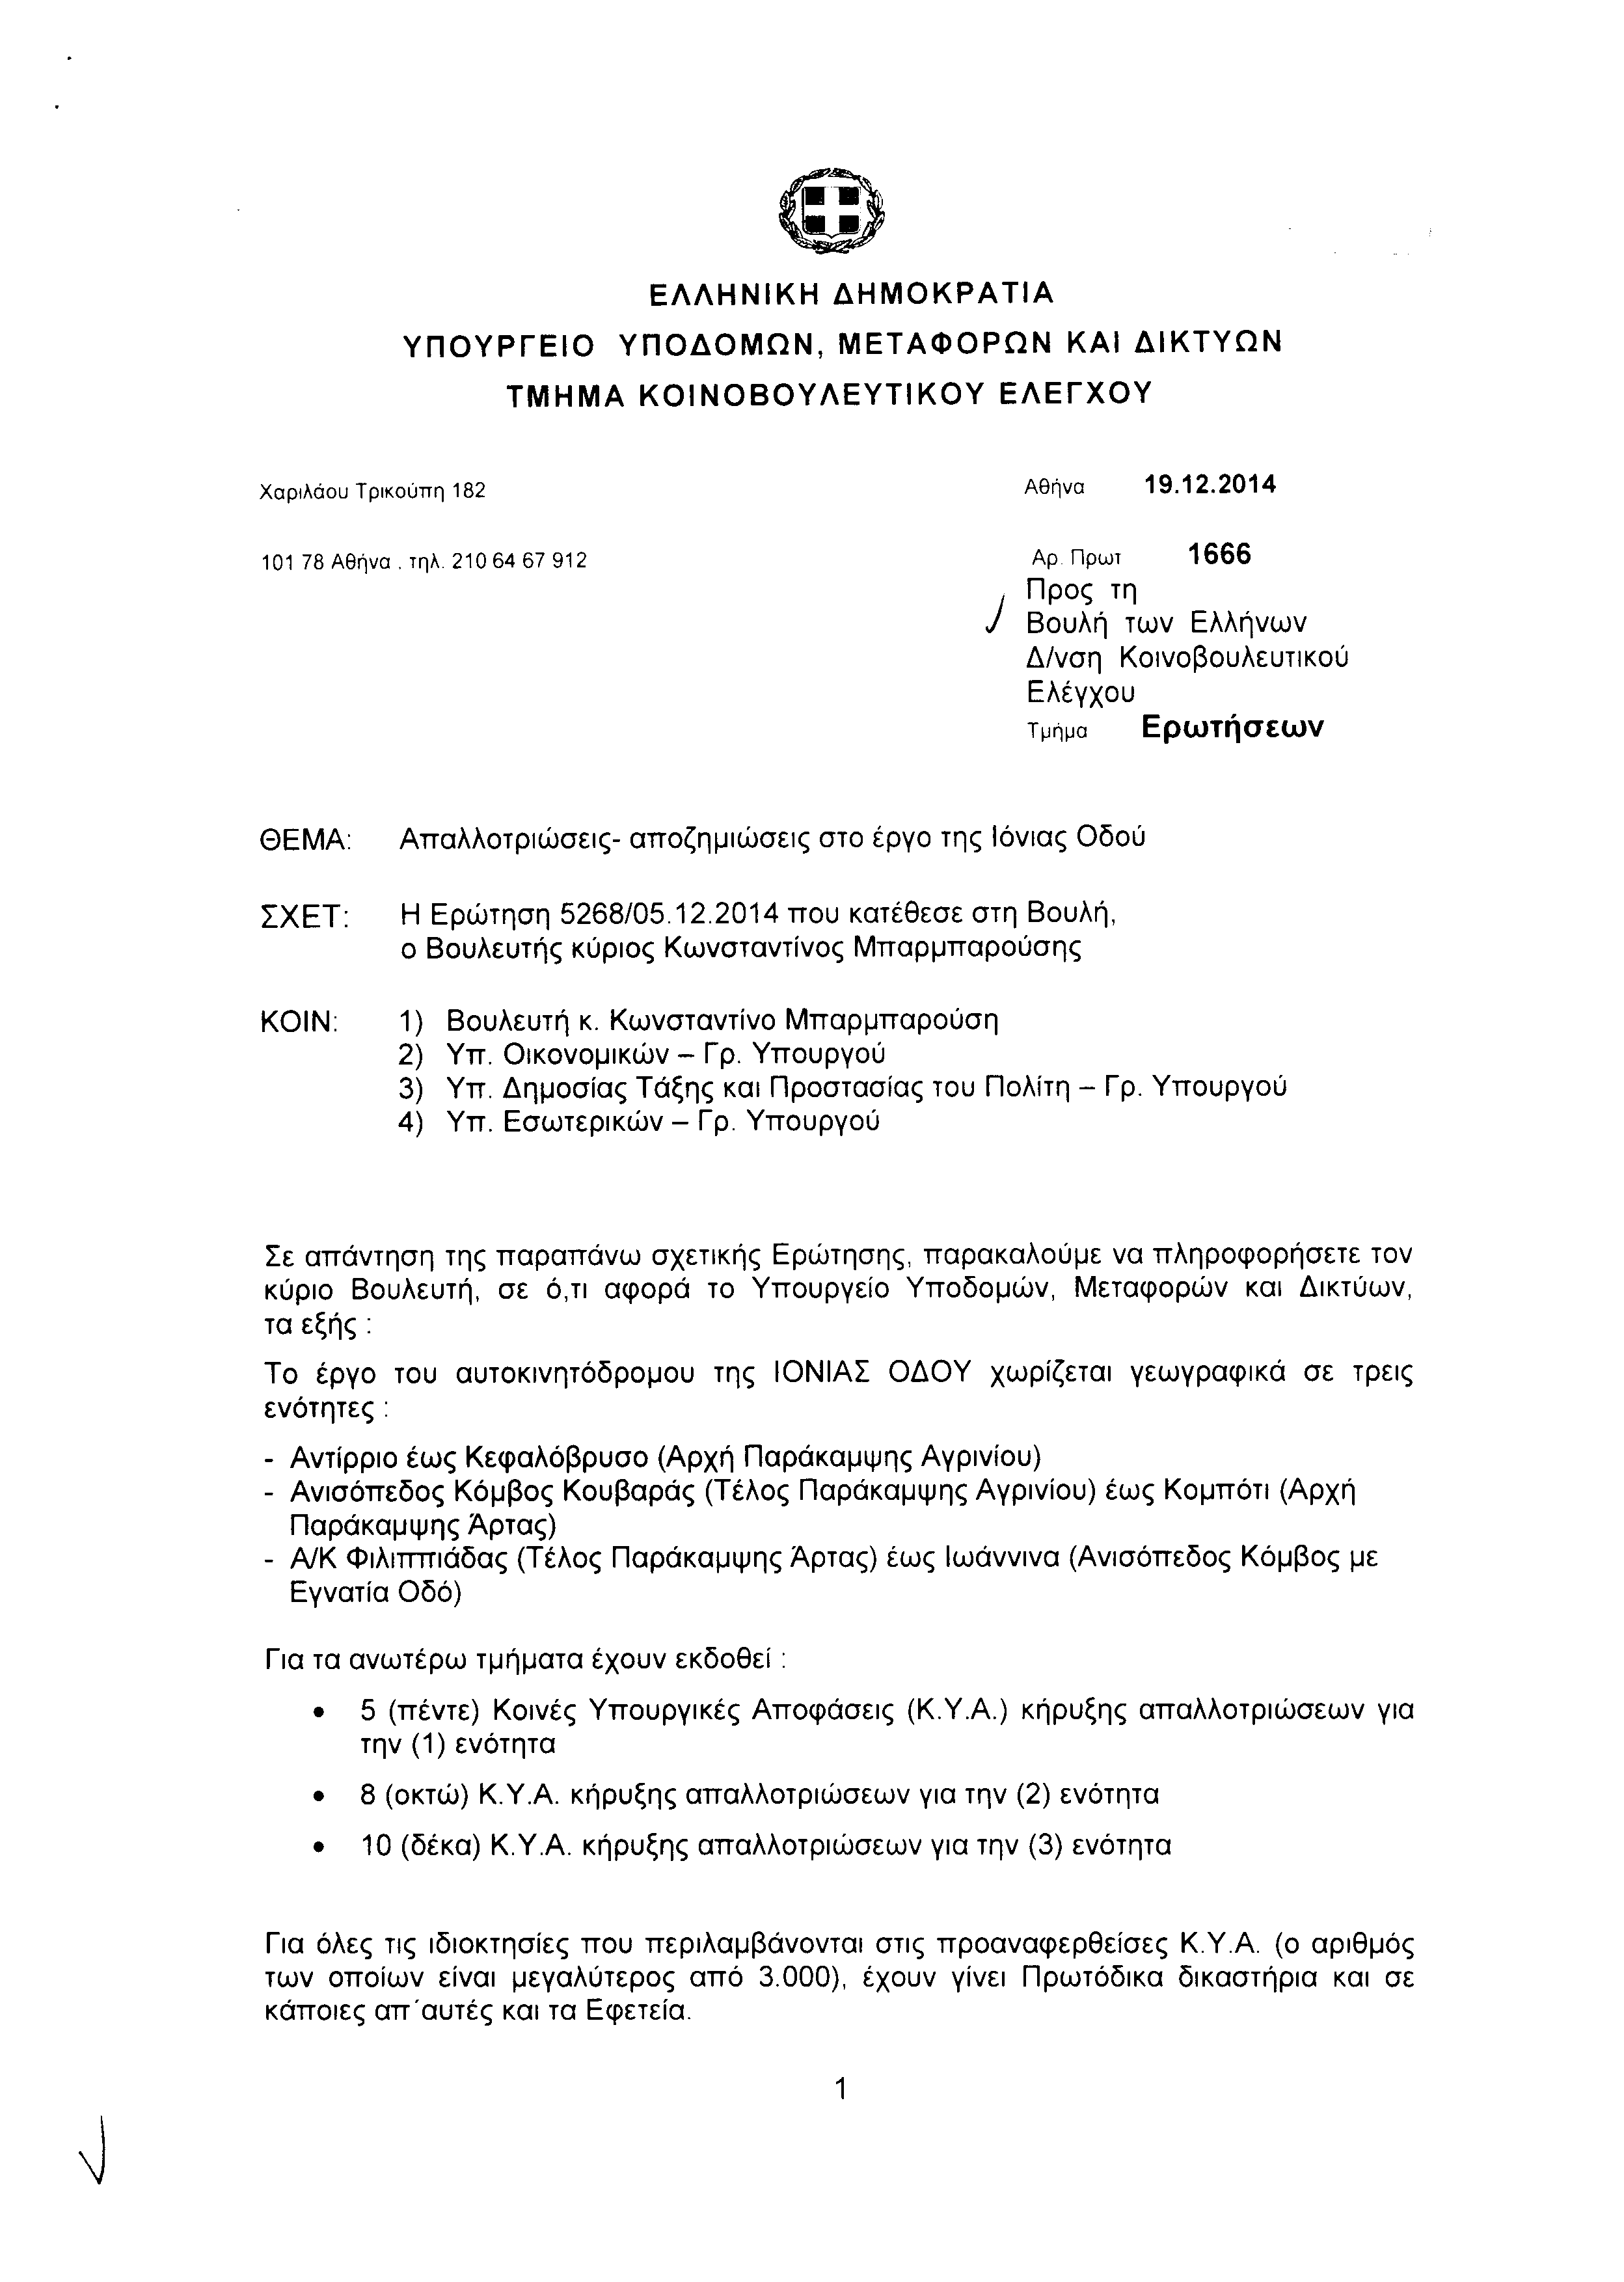 ΕΛΛΗΝΙΚΗ ΔΗΜΟΚΡΑΤΙΑ
ΥΠΟΥΡΓΕΙΟ ΥΠΟΔΟΜΩΝ, ΜΕΤΑΦΟΡΩΝ ΚΑΙ ΔΙΚΤΥΩΝ
ΤΜΗΜΑ ΚΟΙΝΟΒΟΥΛΕΥΤΙΚΟΥ ΕΛΕΓΧΟΥ
Χαριλάου Τρικούπη 182
Αθήνα 19.12.2014
101 78 Αθήνα , τηλ. 210 64 67 912
Αρ. Πρωτ 1666
Προς τη
Βουλή των Ελλήνων
Δ/νση Κοινοβουλευτικού
Ελέγχου
Τμήμα Ερωτήσεων
ΘΕΜΑ: Απαλλοτριώσεις- αποζημιώσεις στο έργο της Ιόνιας Οδού
ΣΧΕΤ: Η Ερώτηση 5268/05.12.2014 που κατέθεσε στη Βουλή,
ο Βουλευτής κύριος Κωνσταντίνος Μπαρμπαρούσης
ΚΟΙΝ: 1) Βουλευτή κ. Κωνσταντίνο Μπαρμπαρούση
2) Υπ. Οικονομικών – Γρ. Υπουργού
3) Υπ. Δημοσίας Τάξης και Προστασίας του Πολίτη – Γρ. Υπουργού
4) Υπ. Εσωτερικών – Γρ. Υπουργού
Σε απάντηση της παραπάνω σχετικής Ερώτησης, παρακαλούμε να πληροφορήσετε τον
κύριο Βουλευτή, σε ό,τι αφορά το Υπουργείο Υποδομών, Μεταφορών και Δικτύων,
τα εξής :
Το έργο του αυτοκινητόδρομου της ΙΟΝΙΑΣ ΟΔΟΥ χωρίζεται γεωγραφικά σε τρεις
ενότητες :
- Αντίρριο έως Κεφαλόβρυσο (Αρχή Παράκαμψης Αγρινίου)
- Ανισόπεδος Κόμβος Κουβαράς (Τέλος Παράκαμψης Αγρινίου) έως Κομπότι (Αρχή
Παράκαμψης Άρτας)
- Α/Κ Φιλιππιάδας (Τέλος Παράκαμψης Άρτας) έως Ιωάννινα (Ανισόπεδος Κόμβος με
Εγνατία Οδό)
Για τα ανωτέρω τμήματα έχουν εκδοθεί :
• 5 (πέντε) Κοινές Υπουργικές Αποφάσεις (Κ.Υ.Α.) κήρυξης απαλλοτριώσεων για
την (1) ενότητα
• 8 (οκτώ) Κ.Υ.Α. κήρυξης απαλλοτριώσεων για την (2) ενότητα
• 10 (δέκα) Κ.Υ.Α. κήρυξης απαλλοτριώσεων για την (3) ενότητα
Για όλες τις ιδιοκτησίες που περιλαμβάνονται στις προαναφερθείσες Κ.Υ.Α. (ο αριθμός
των οποίων είναι μεγαλύτερος από 3.000), έχουν γίνει Πρωτόδικα δικαστήρια και σε
κάποιες απ΄αυτές και τα Εφετεία.
1